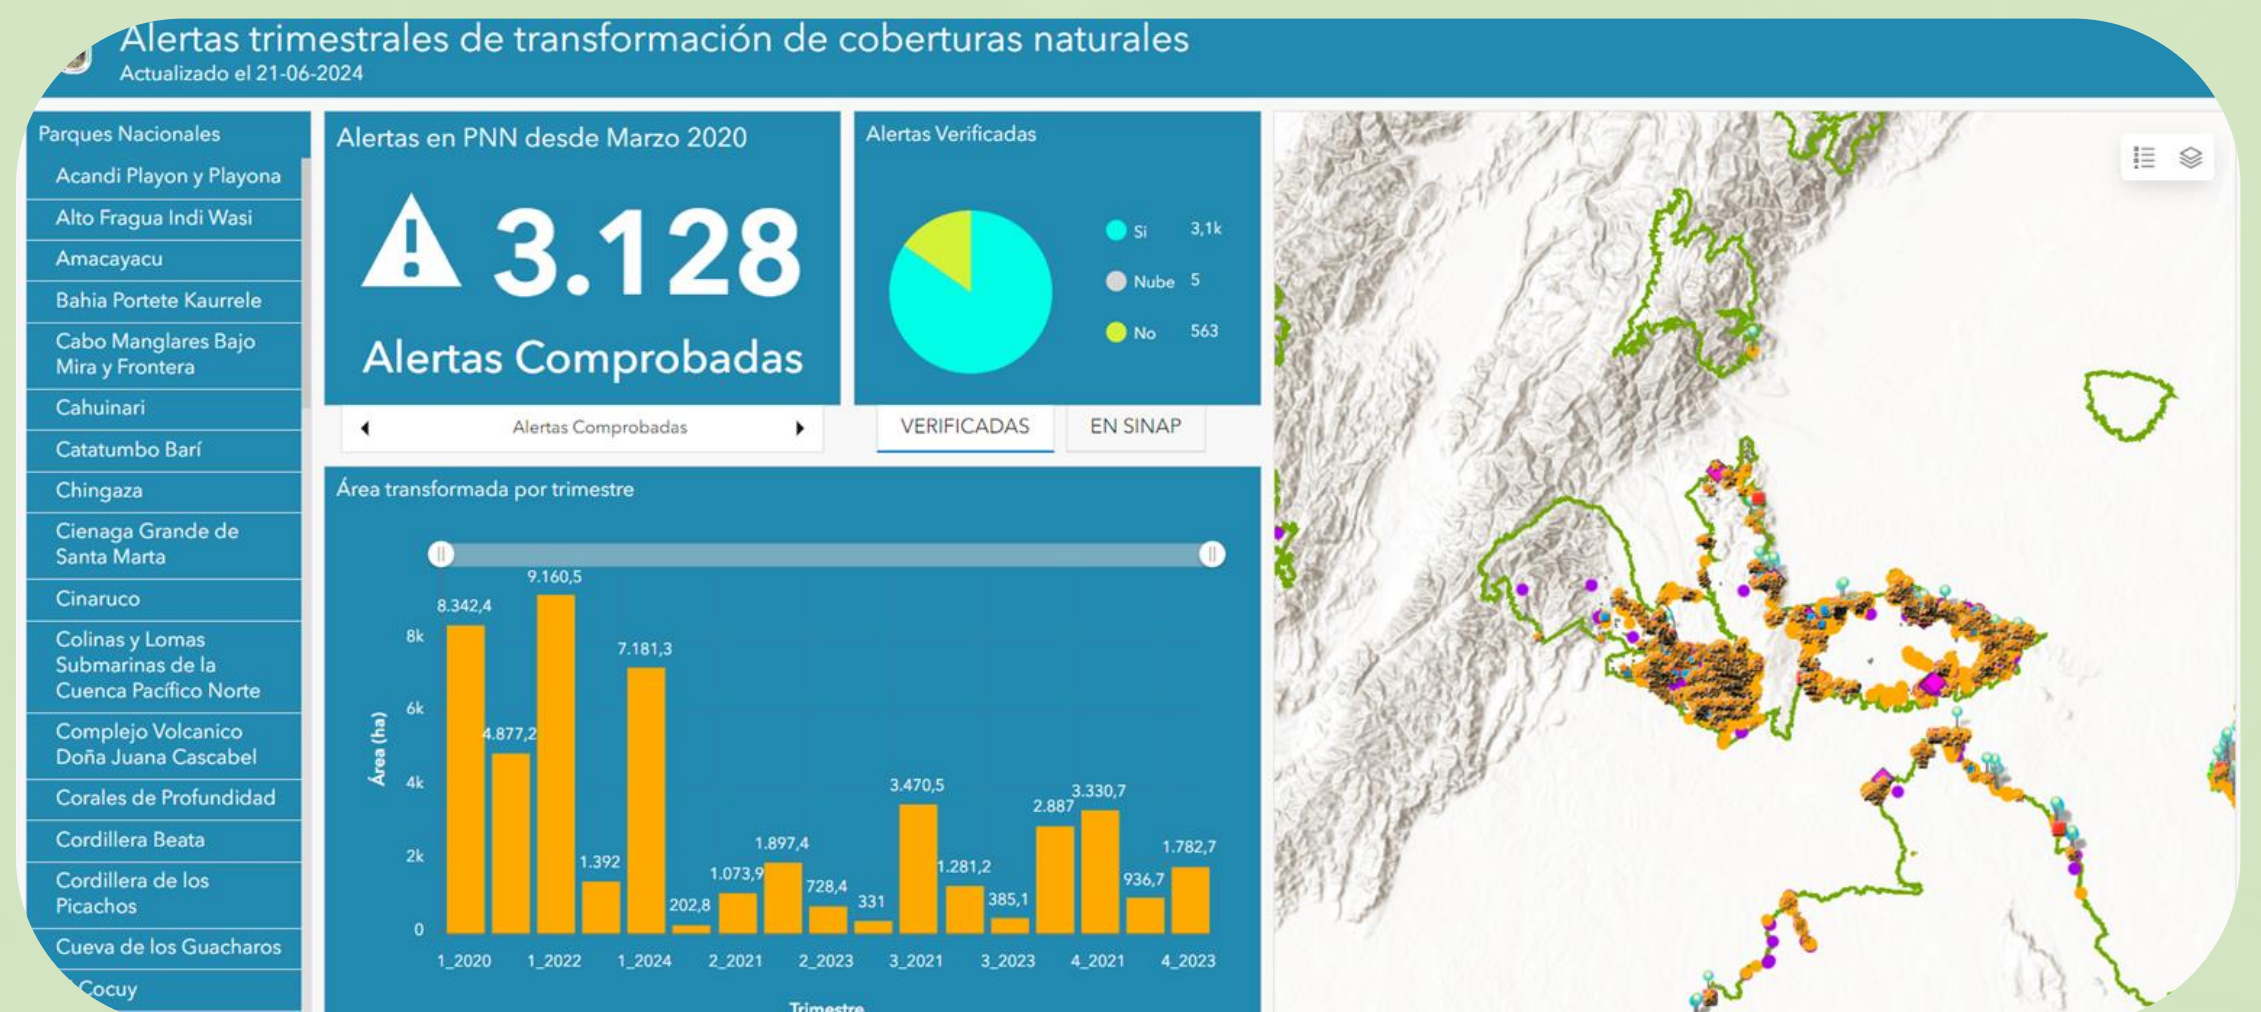 Alertas trimestrales de transformación de coberturas naturales
Actualizado el 21-06-2024
Parques Nacionales
Acandi Playon y Playona
Alto Fragua Indi Wasi
Amacayacu
Bahia Portete Kaurrele
Cabo Manglares Bajo
Mira y Frontera
Cahuinari
Catatumbo Barí
Chingaza
Cienaga Grande de
Santa Marta
Cinaruco
Colinas y Lomas
Submarinas de la
Cuenca Pacífico Norte
Complejo Volcanico
Doña Juana Cascabel
Corales de Profundidad
Cordillera Beata
Cordillera de los
Picachos
Cueva de los Guacharos
Cocuy
Alertas en PNN desde Marzo 2020
3.128
Alertas Comprobadas
Alertas Comprobadas
Alertas Verificadas
Si 3,1k
Nube 5
No 563
VERIFICADAS EN SINAP
Área transformada por trimestre
9.160,5
8.342,4
8k
7.181,3
6k
4.877,2
Área (ha)
4k
3.470,5
3.330,7
2.887
2k
1.897,4
1.782,7
1.392
1.281,2
1.073,9
936,7
728,4
385,1
331
202,8
0
1_2020 1_2022 1_2024 2_2021 2_2023 3_2021 3_2023 4_2021 4_2023
Trimestre